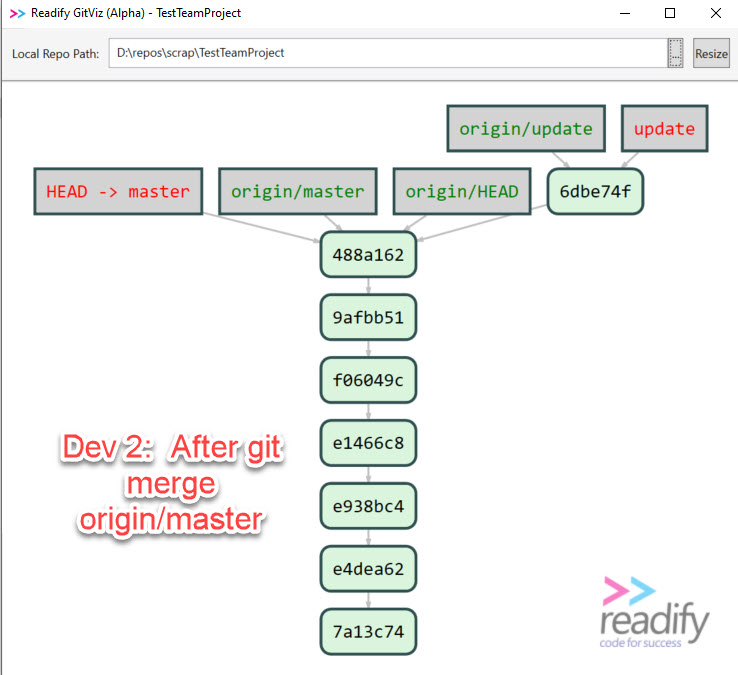 Readify GitViz (Alpha) - TestTeamProject
Local Repo Path: D:\repos\scrap\TestTeamProject ... Resize
origin/update update
HEAD -> master origin/master origin/HEAD 6dbe74f
488a162
9afbb51
f06049c
e1466c8
e938bc4
e4dea62
7a13c74
Dev 2: After git
merge
origin/master
readify
code for success